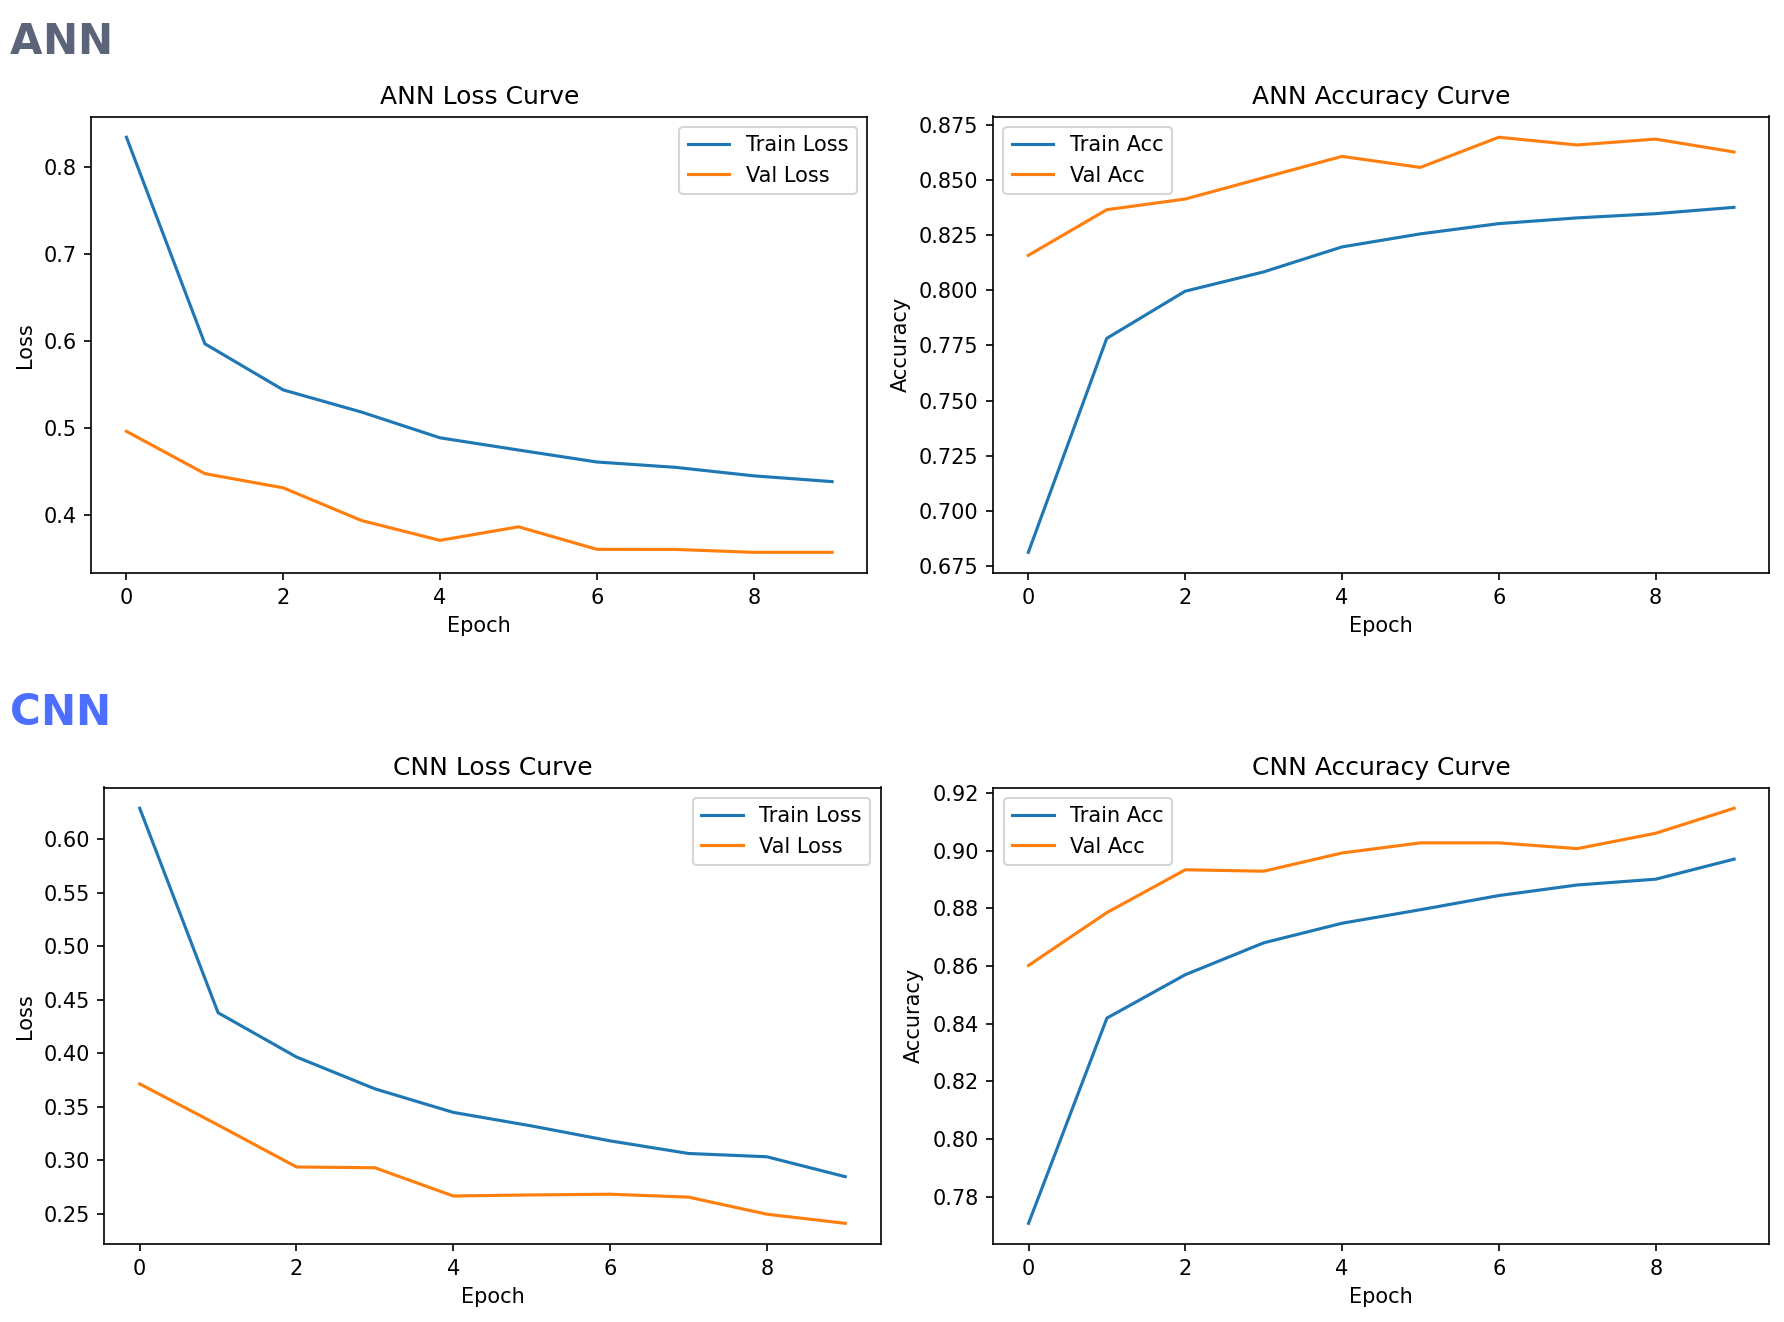 ANN
ANN Loss Curve
Train Loss
Val Loss
0.8
0.7
0.6
0.5
0.4
Loss
0 2 4 6 8
Epoch
ANN Accuracy Curve
Train Acc
Val Acc
0.875
0.850
0.825
0.800
0.775
0.750
0.725
0.700
0.675
Accuracy
0 2 4 6 8
Epoch
CNN
CNN Loss Curve
Train Loss
Val Loss
0.60
0.55
0.50
0.45
0.40
0.35
0.30
0.25
Loss
0 2 4 6 8
Epoch
CNN Accuracy Curve
Train Acc
Val Acc
0.92
0.90
0.88
0.86
0.84
0.82
0.80
0.78
Accuracy
0 2 4 6 8
Epoch